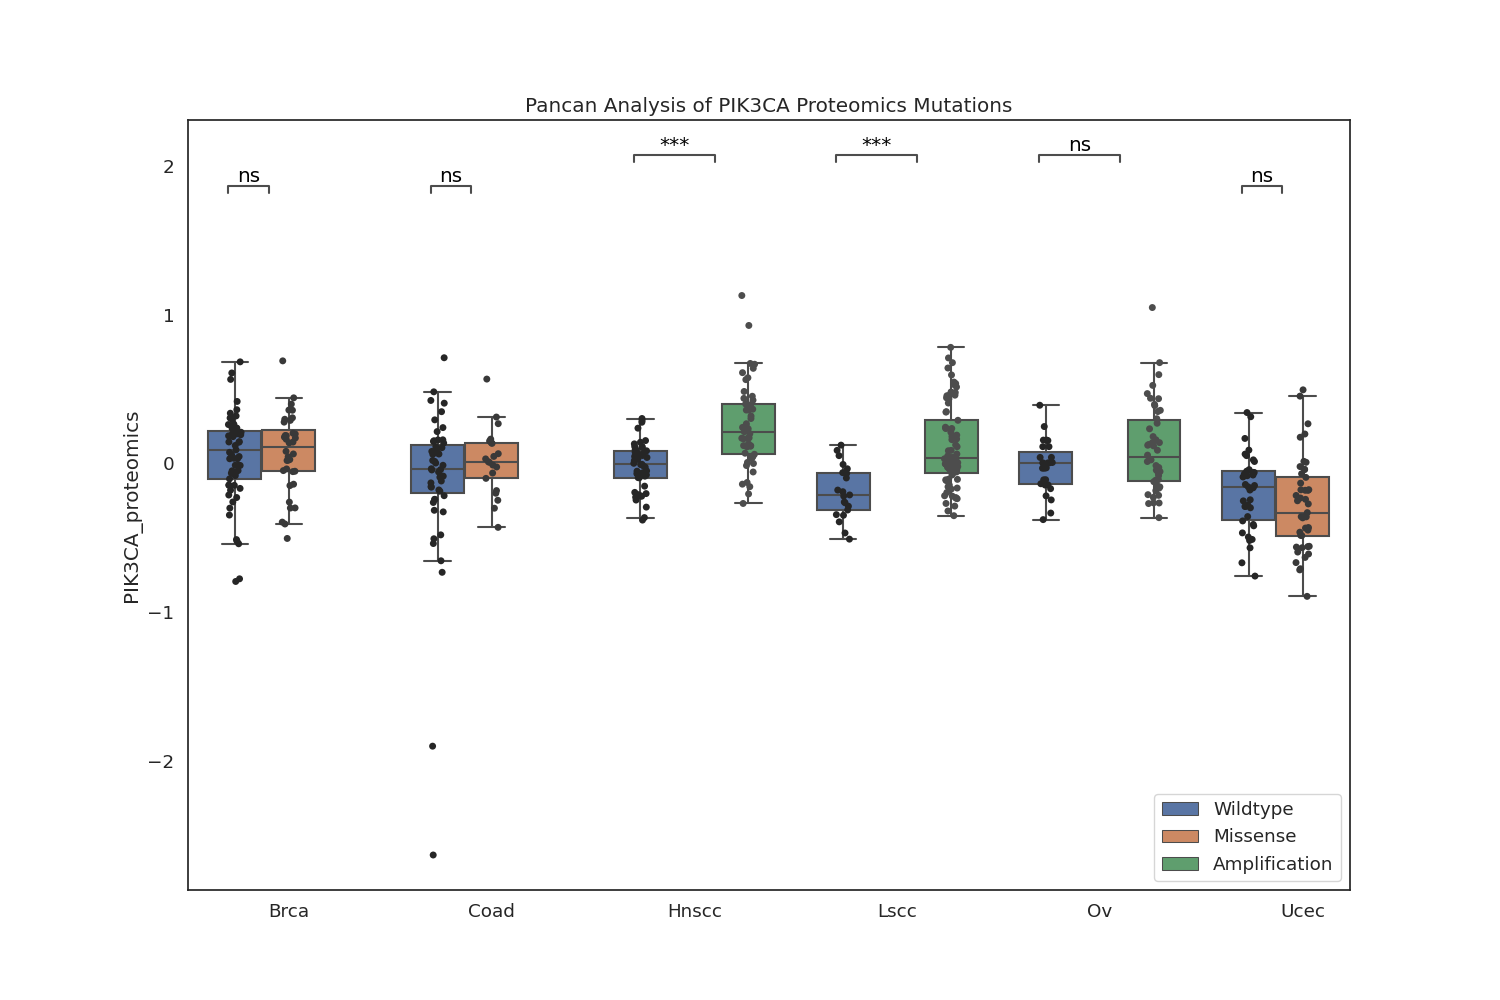 Pancan Analysis of PIK3CA Proteomics Mutations
*** *** ns
ns ns ns
2
1
0
−1
−2
PIK3CA_proteomics
Wildtype
Missense
Amplification
Brca Coad Hnscc Lscc Ov Ucec